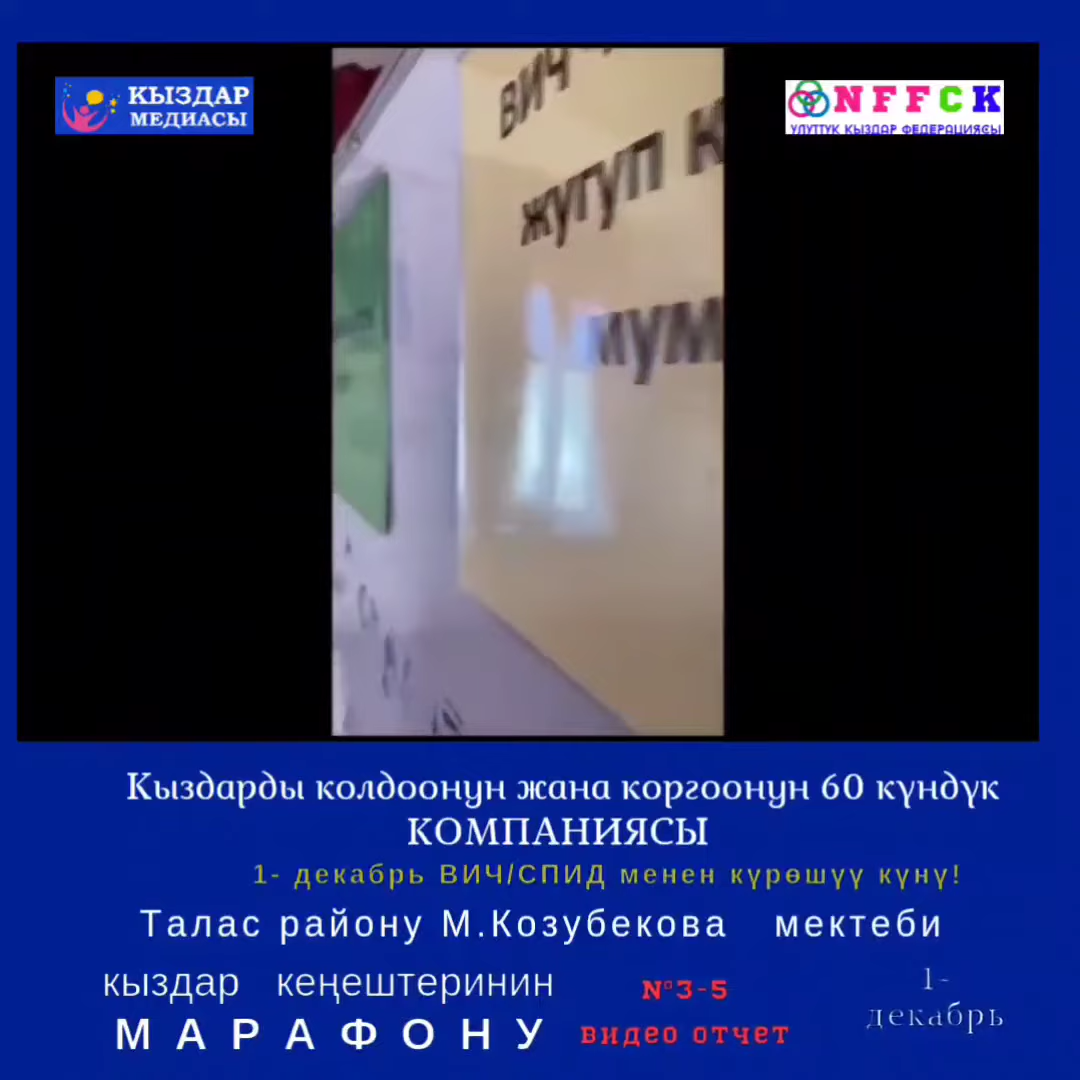 КЫЗДАР
МЕДИАСЫ
NFFCK
УЛУТТУК КЫЗДАР ФЕДЕРАЦИЯСЫ
ВИЧ
жугуп
Кыздарды колдоонун жана коргоонун 60 күндүк
КОМПАНИЯСЫ
1- декабрь ВИЧ/СПИД менен күрөшүү күнү!
Талас району М.Козубекова мектеби
кыздар кеңештеринин
МАРАФОНУ
№3-5
видео отчет
1-
декабрь